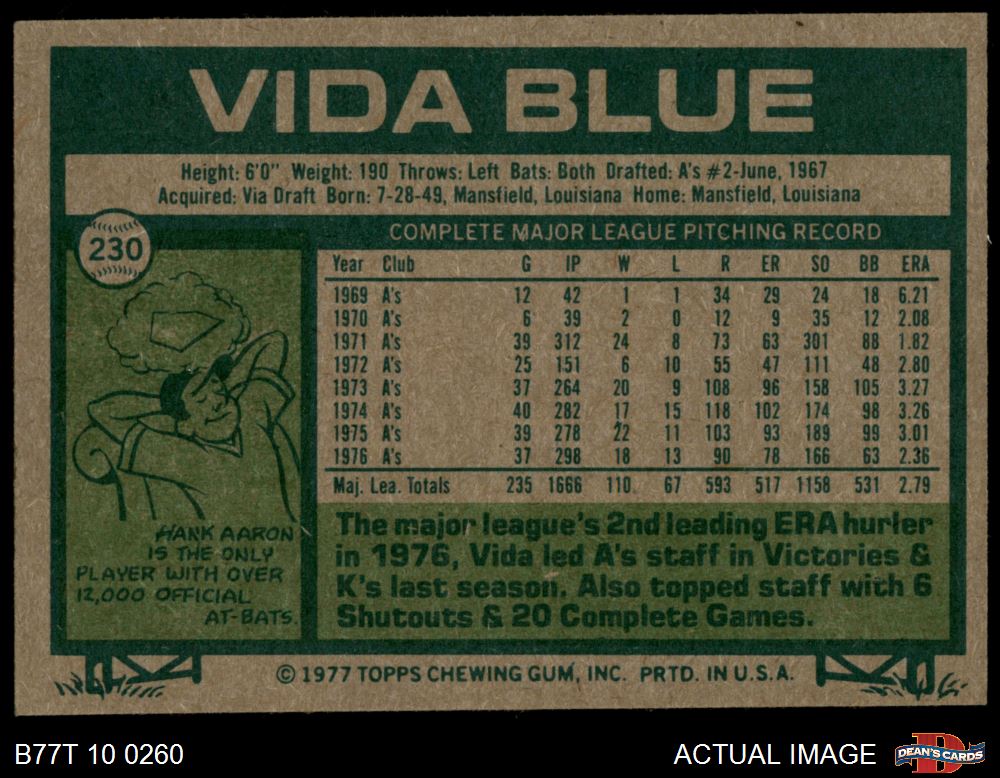 VIDA BLUE
Height: 6'0" Weight: 190 Throws: Left Bats: Both Drafted: A's #2-June, 1967
Acquired: Via Draft Born: 7-28-49, Mansfield, Louisiana Home: Mansfield, Louisiana
230
COMPLETE MAJOR LEAGUE PITCHING RECORD
Year Club G IP W L R ER SO BB ERA
1969 A's 12 42 1 1 34 29 24 18 6.21
1970 A's 6 39 2 0 12 9 35 12 2.08
1971 A's 39 312 24 8 73 63 301 88 1.82
1972 A's 25 151 6 10 55 47 111 48 2.80
1973 A's 37 264 20 9 108 96 158 105 3.27
1974 A's 40 282 17 15 118 102 174 98 3.26
1975 A's 39 278 22 11 103 93 189 99 3.01
1976 A's 37 298 18 13 90 78 166 63 2.36
Maj. Lea. Totals 235 1666 110 67 593 517 1158 531 2.79
HANK AARON
IS THE ONLY
PLAYER WITH OVER
12,000 OFFICIAL
AT-BATS.
The major league's 2nd leading ERA hurler
in 1976, Vida led A's staff in Victories &
K's last season. Also topped staff with 6
Shutouts & 20 Complete Games.
© 1977 TOPPS CHEWING GUM, INC. PRTD. IN U.S.A.
B77T 10 0260
ACTUAL IMAGE
DEAN'S CARDS